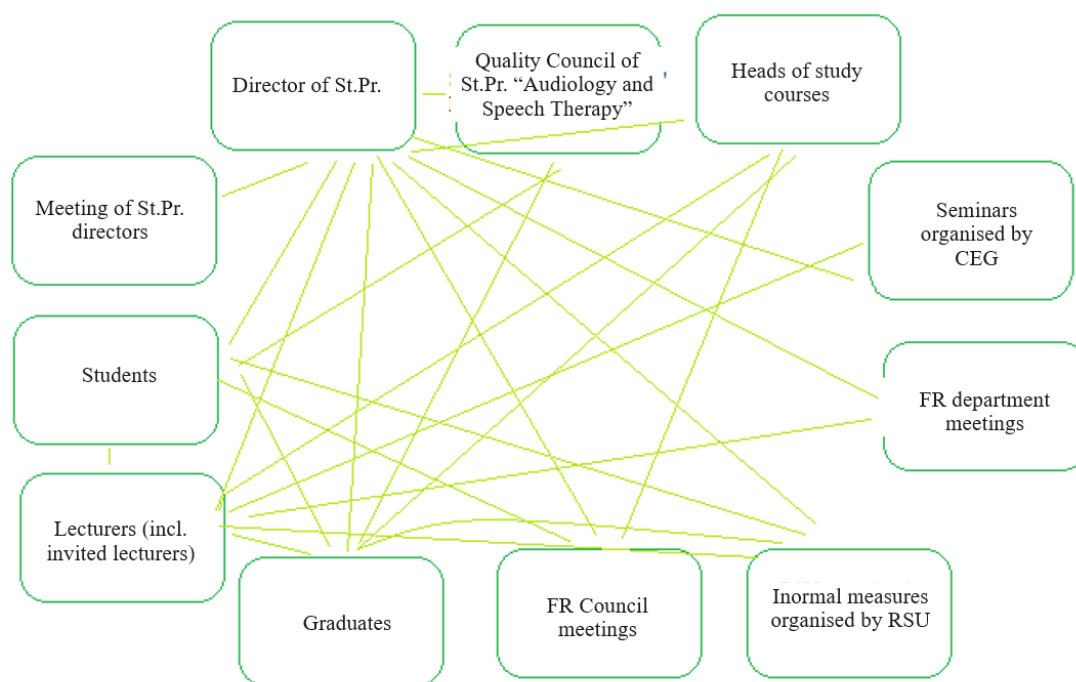 Director of St.Pr.
Quality Council of
St.Pr. “Audiology and
Speech Therapy”
Heads of study
courses
Meeting of St.Pr.
directors
Seminars
organised by
CEG
Students
FR department
meetings
Lecturers (incl.
invited lecturers)
Graduates
FR Council
meetings
Inormal measures
organised by RSU